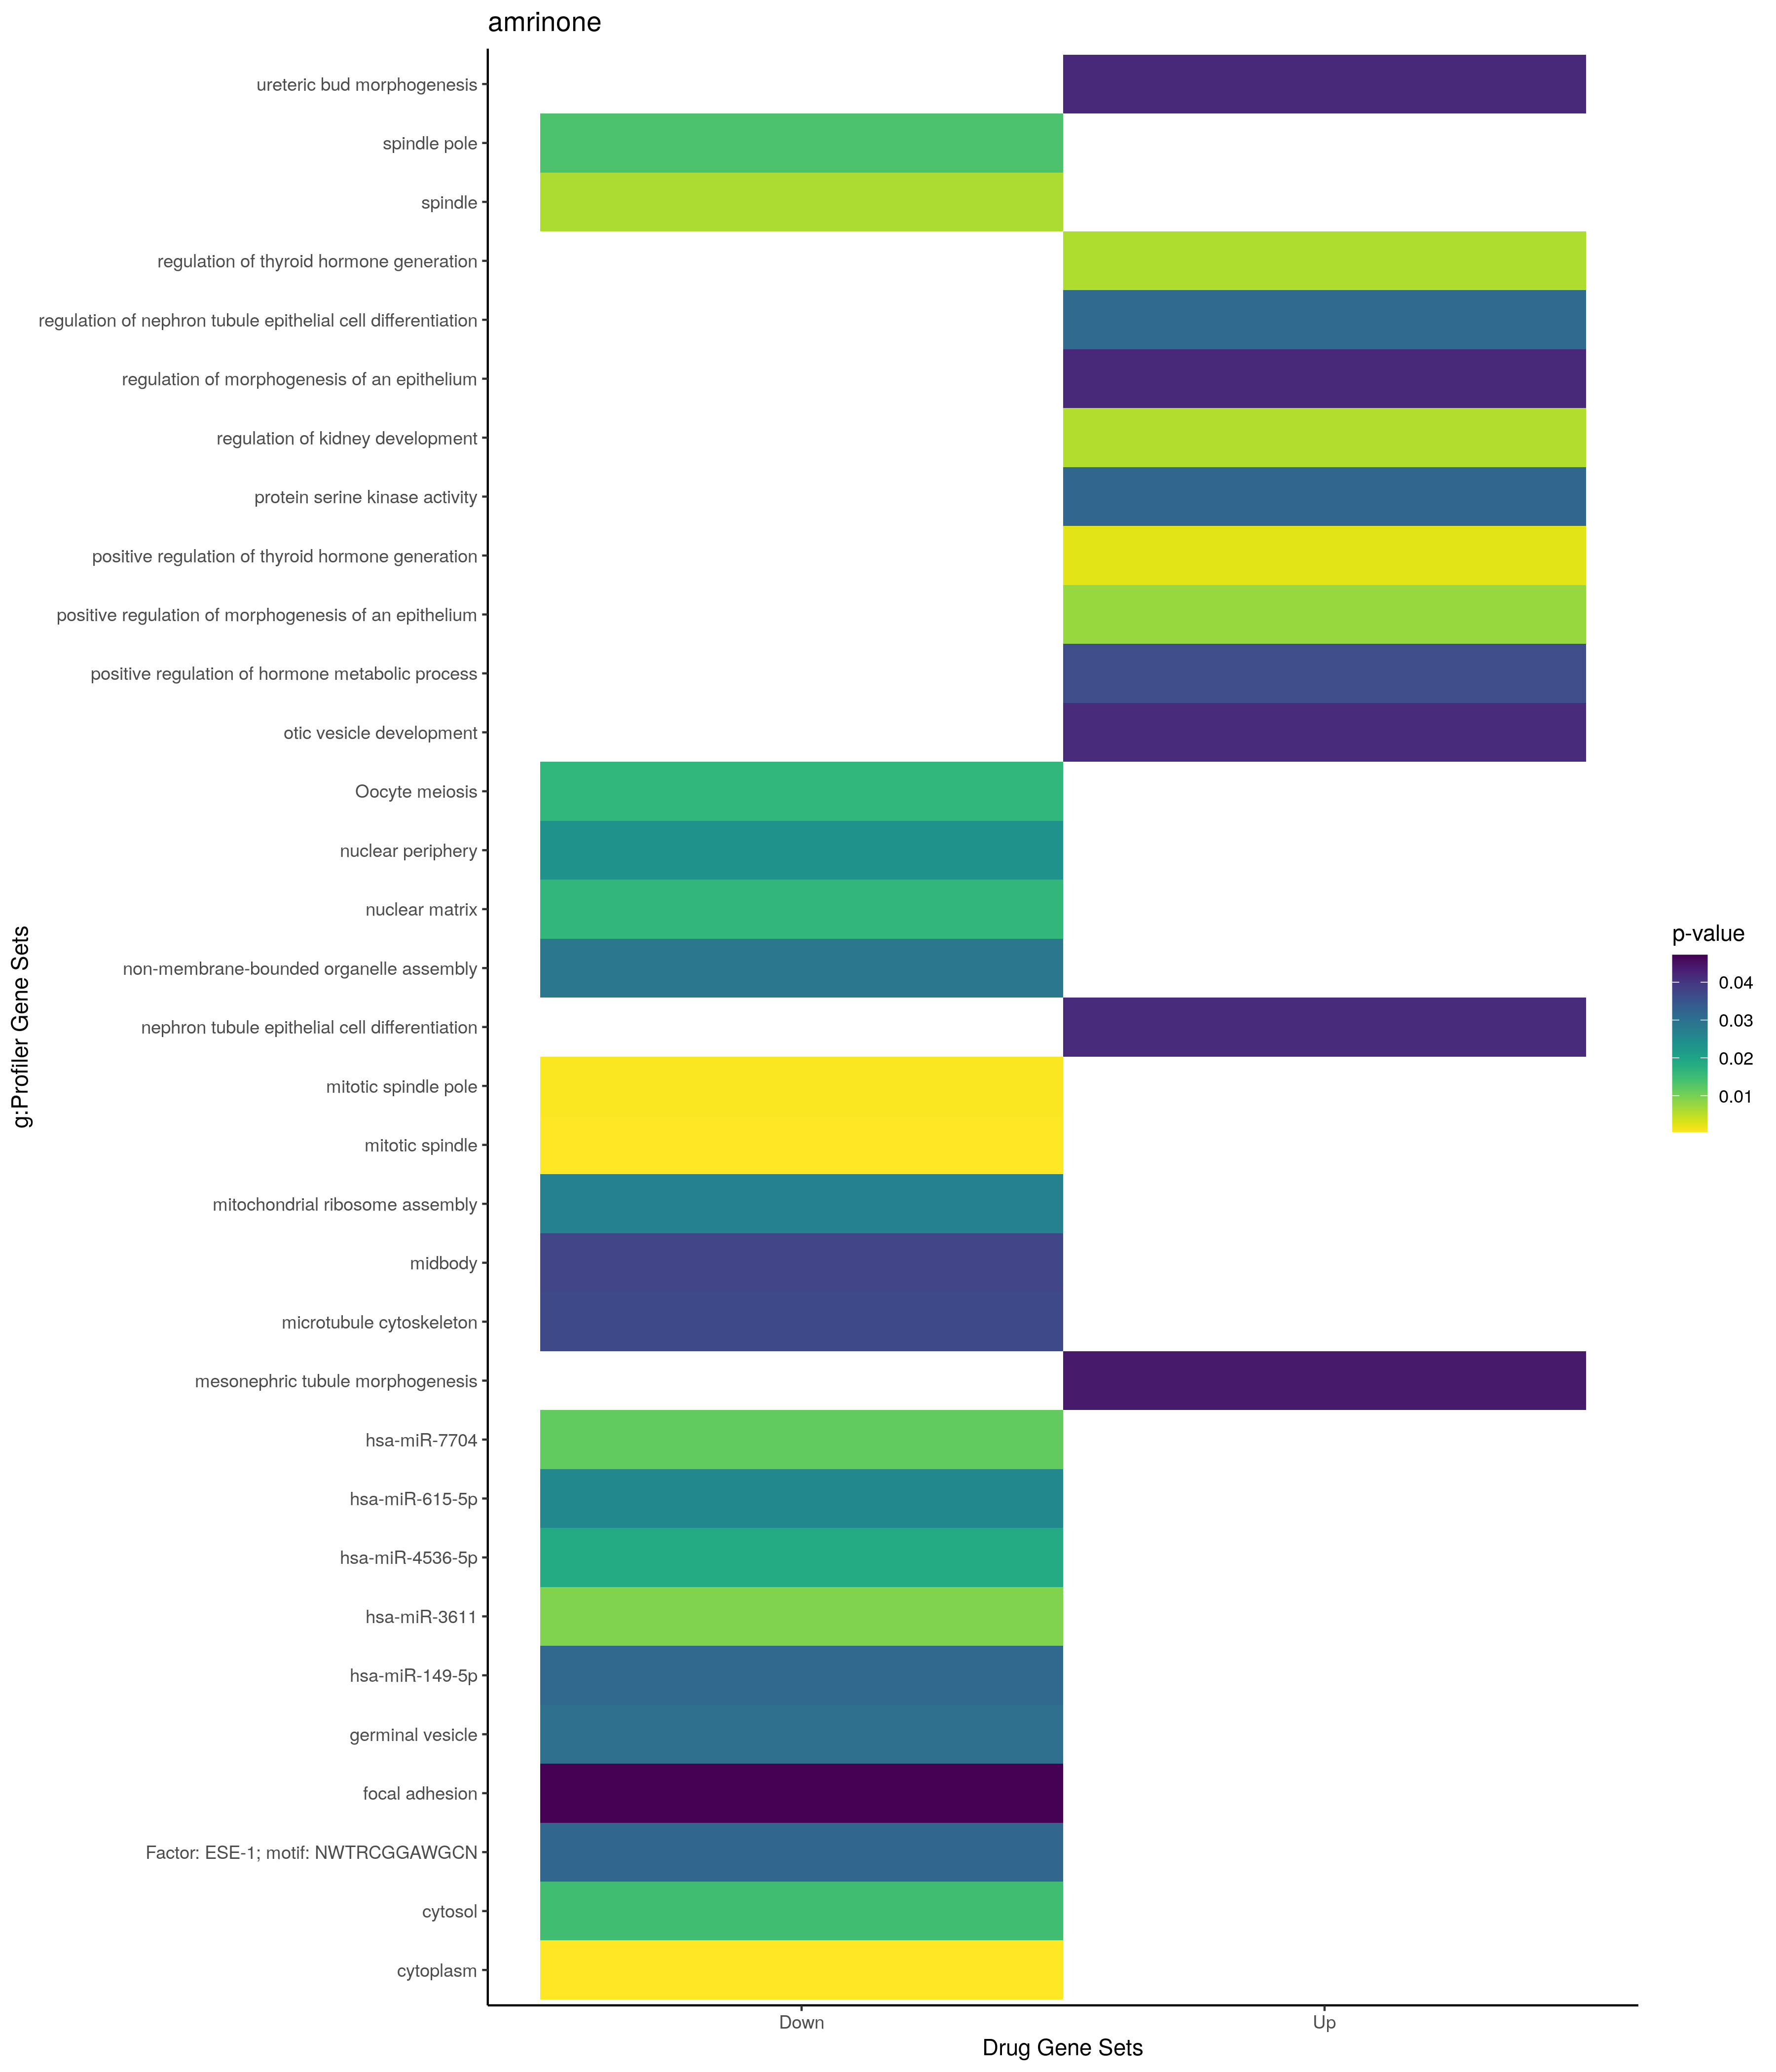 amrinone
g:Profiler Gene Sets
ureteric bud morphogenesis
spindle pole
spindle
regulation of thyroid hormone generation
regulation of nephron tubule epithelial cell differentiation
regulation of morphogenesis of an epithelium
regulation of kidney development
protein serine kinase activity
positive regulation of thyroid hormone generation
positive regulation of morphogenesis of an epithelium
positive regulation of hormone metabolic process
otic vesicle development
Oocyte meiosis
nuclear periphery
nuclear matrix
non-membrane-bounded organelle assembly
nephron tubule epithelial cell differentiation
mitotic spindle pole
mitotic spindle
mitochondrial ribosome assembly
midbody
microtubule cytoskeleton
mesonephric tubule morphogenesis
hsa-miR-7704
hsa-miR-615-5p
hsa-miR-4536-5p
hsa-miR-3611
hsa-miR-149-5p
germinal vesicle
focal adhesion
Factor: ESE-1; motif: NWTRCGGAWGCN
cytosol
cytoplasm
Down
Up
Drug Gene Sets
p-value
0.04
0.03
0.02
0.01